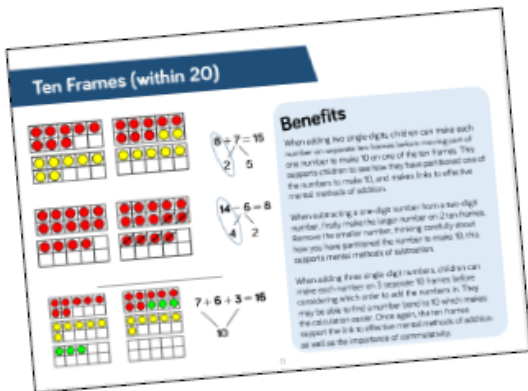 Ten Frames (within 20)
8 + 7 = 15
2 5
14 - 6 = 8
4 2
7 + 6 + 3 = 16
10
Benefits
When adding two single digits, children can make each
number on separate ten frames before moving part of
one number to make 10 on one of the ten frames. This
supports children to see how they have partitioned one of
the numbers to make 10, and makes links to effective
mental methods of addition.
When subtracting a one-digit number from a two-digit
number, firstly make the larger number on 2 ten frames.
Remove the smaller number, thinking carefully about
how you have partitioned the number to make 10, this
supports mental methods of subtraction.
When adding three single-digit numbers, children can
make each number on 3 separate 10 frames before
considering which order to add the numbers in. They
may be able to find a number bond to 10 which makes
the calculation easier. Once again, the ten frames
support the link to effective mental methods of addition
as well as the importance of commutativity.